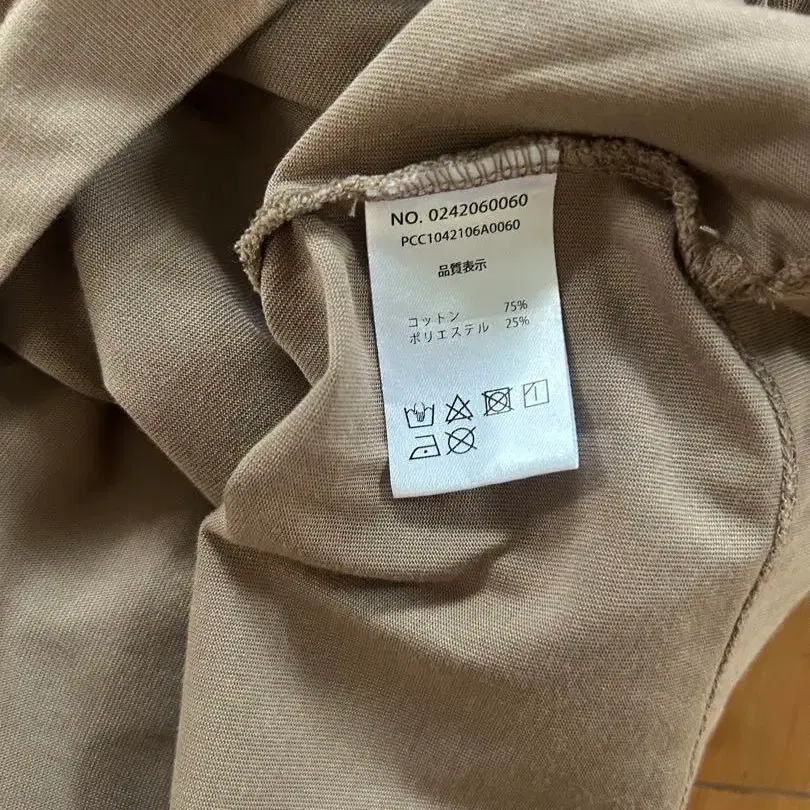 NO. 0242060060
PCC1042106A0060
品質表示
コットン 75%
ポリエステル 25%